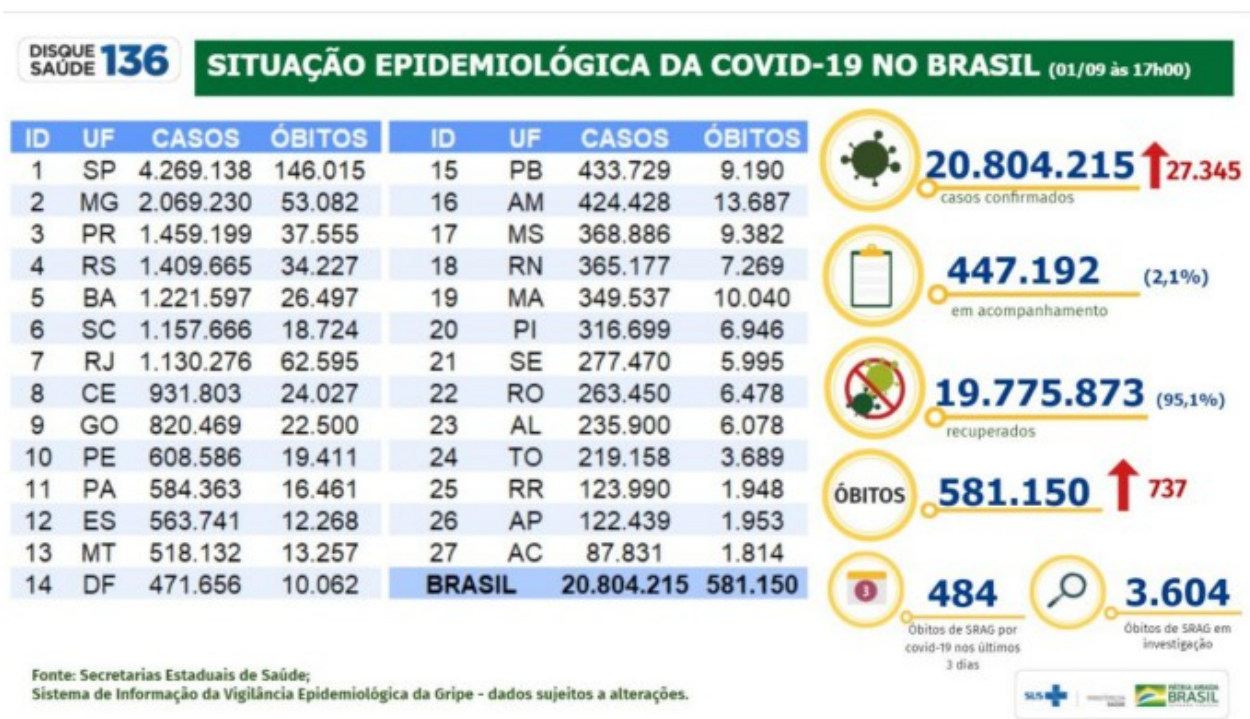 DISQUE
SAÚDE 136
SITUAÇÃO EPIDEMIOLÓGICA DA COVID-19 NO BRASIL (01/09 às 17h00)
ID UF CASOS ÓBITOS ID UF CASOS ÓBITOS
1 SP 4.269.138 146.015 15 PB 433.729 9.190
2 MG 2.069.230 53.082 16 AM 424.428 13.687
3 PR 1.459.199 37.555 17 MS 368.886 9.382
4 RS 1.409.665 34.227 18 RN 365.177 7.269
5 BA 1.221.597 26.497 19 MA 349.537 10.040
6 SC 1.157.666 18.724 20 PI 316.699 6.946
7 RJ 1.130.276 62.595 21 SE 277.470 5.995
8 CE 931.803 24.027 22 RO 263.450 6.478
9 GO 820.469 22.500 23 AL 235.900 6.078
10 PE 608.586 19.411 24 TO 219.158 3.689
11 PA 584.363 16.461 25 RR 123.990 1.948
12 ES 563.741 12.268 26 AP 122.439 1.953
13 MT 518.132 13.257 27 AC 87.831 1.814
14 DF 471.656 10.062 BRASIL 20.804.215 581.150
20.804.215 27.345
casos confirmados
447.192 (2,1%)
em acompanhamento
19.775.873 (95,1%)
recuperados
ÓBITOS 581.150 737
3 484
Óbitos de SRAG por
covid-19 nos últimos
3 dias
3.604
Óbitos de SRAG em
investigação
Fonte: Secretarias Estaduais de Saúde;
Sistema de Informação da Vigilância Epidemiológica da Gripe - dados sujeitos a alterações.
SUS
PÁTRIA AMADA
BRASIL